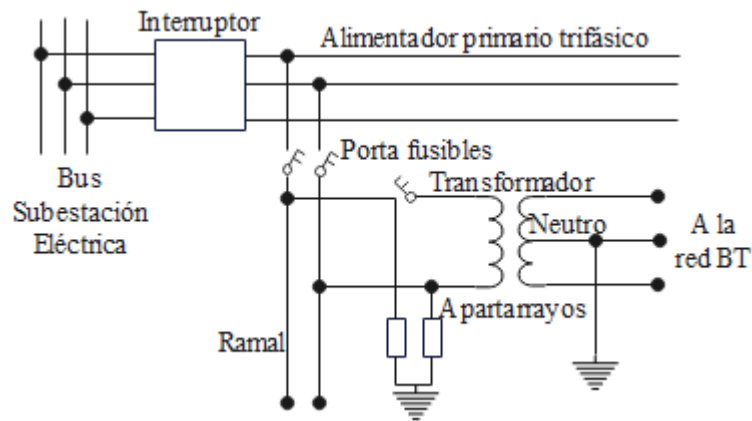 Interruptor
Alimentador primario trifásico
Porta fusibles
Bus
Subestación
Eléctrica
Transformador
Neutro
A la
red BT
Apartarrayos
Ramal